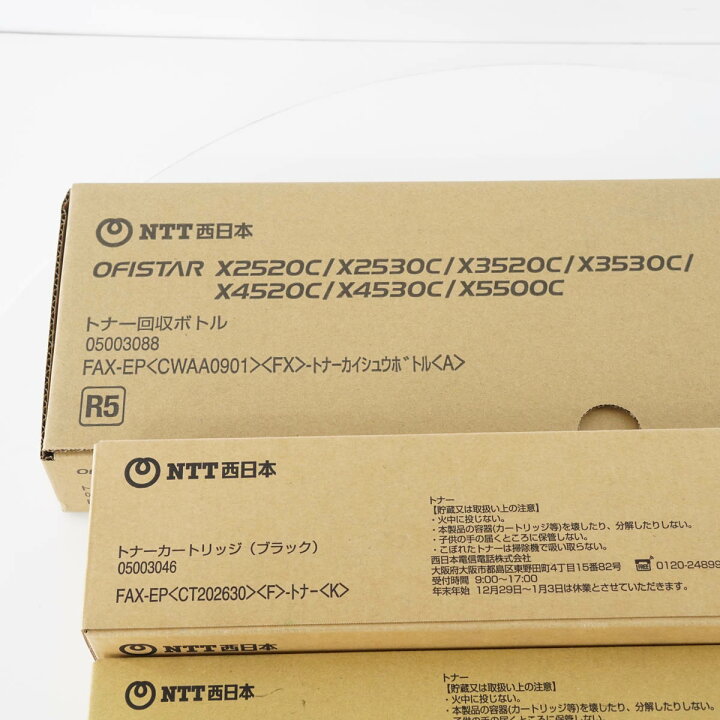 NTT西日本
OFISTAR X2520C/X2530C/X3520C/X3530C/
X4520C/X4530C/X5500C
トナー回収ボトル
05003088
FAX-EP<CWAA0901><FX>-トナーカイシュウボトル<A>
R5
NTT西日本
トナーカートリッジ(ブラック)
05003046
FAX-EP<CT202630><F>-トナー<K>
トナー
【貯蔵又は取扱い上の注意】
・火中に投じない。
・本製品の容器(カートリッジ等)を壊したり、分解したりしない。
・子供の手の届くところに保管しない。
・こぼれたトナーは掃除機で吸い取らない。
西日本電信電話株式会社
大阪府大阪市都島区東野田町4丁目15番82号 0120-24899
受付時間 9:00〜17:00
年末年始 12月29日〜1月3日は休業とさせていただきます。
NTT西日本
NTT西日本
トナー
【貯蔵又は取扱い上の注意】
・火中に投じない。
・本製品の容器(カートリッジ等)を壊したり、分解したりしない。